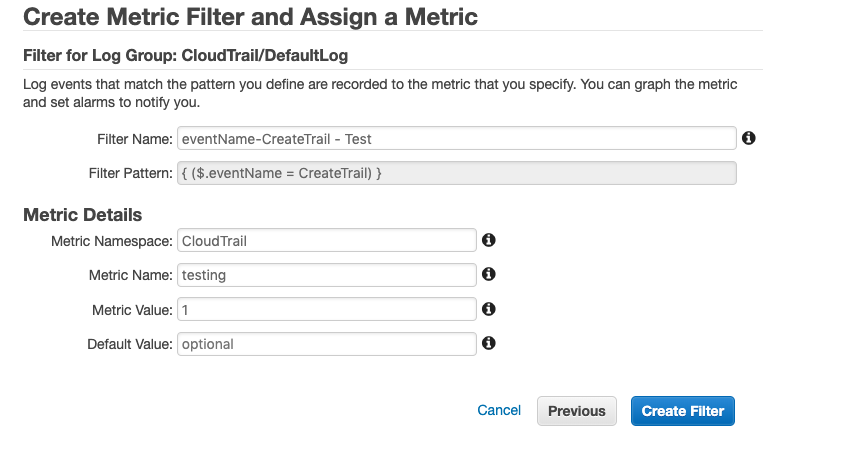 Create Metric Filter and Assign a Metric
Filter for Log Group: CloudTrail/DefaultLog
Log events that match the pattern you define are recorded to the metric that you specify. You can graph the metric
and set alarms to notify you.
Filter Name: eventName-CreateTrail - Test
Filter Pattern: { ($.eventName = CreateTrail) }
Metric Details
Metric Namespace: CloudTrail
Metric Name: testing
Metric Value: 1
Default Value: optional
Cancel Previous Create Filter